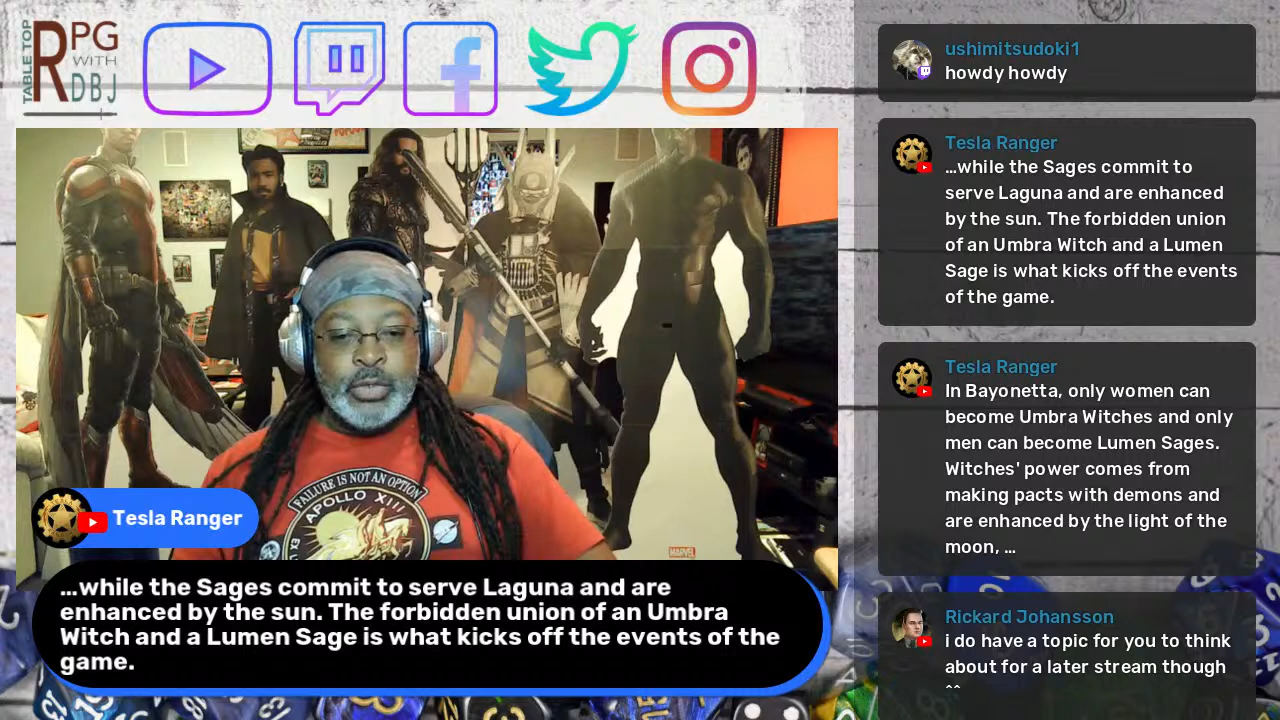 TABLE TOP
RPG
WITH
DBJ
ushimitsudoki1
howdy howdy
Tesla Ranger
…while the Sages commit to
serve Laguna and are enhanced
by the sun. The forbidden union
of an Umbra Witch and a Lumen
Sage is what kicks off the events
of the game.
Tesla Ranger
In Bayonetta, only women can
become Umbra Witches and only
men can become Lumen Sages.
Witches' power comes from
making pacts with demons and
are enhanced by the light of the
moon, …
Rickard Johansson
i do have a topic for you to think
about for a later stream though
^^
FAILURE IS NOT AN OPTION
APOLLO XIII
MARVEL
Tesla Ranger
…while the Sages commit to serve Laguna and are
enhanced by the sun. The forbidden union of an Umbra
Witch and a Lumen Sage is what kicks off the events of the
game.